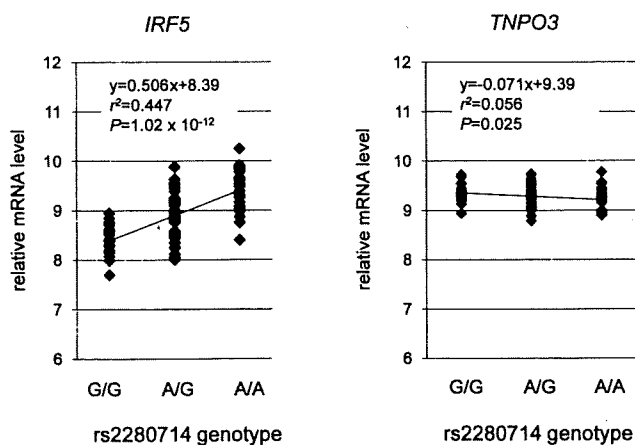 IRF5
y=0.506x+8.39
r²=0.447
P=1.02 x 10⁻¹²
relative mRNA level
12
11
10
9
8
7
6
G/G A/G A/A
rs2280714 genotype
TNPO3
y=-0.071x+9.39
r²=0.056
P=0.025
relative mRNA level
12
11
10
9
8
7
6
G/G A/G A/A
rs2280714 genotype